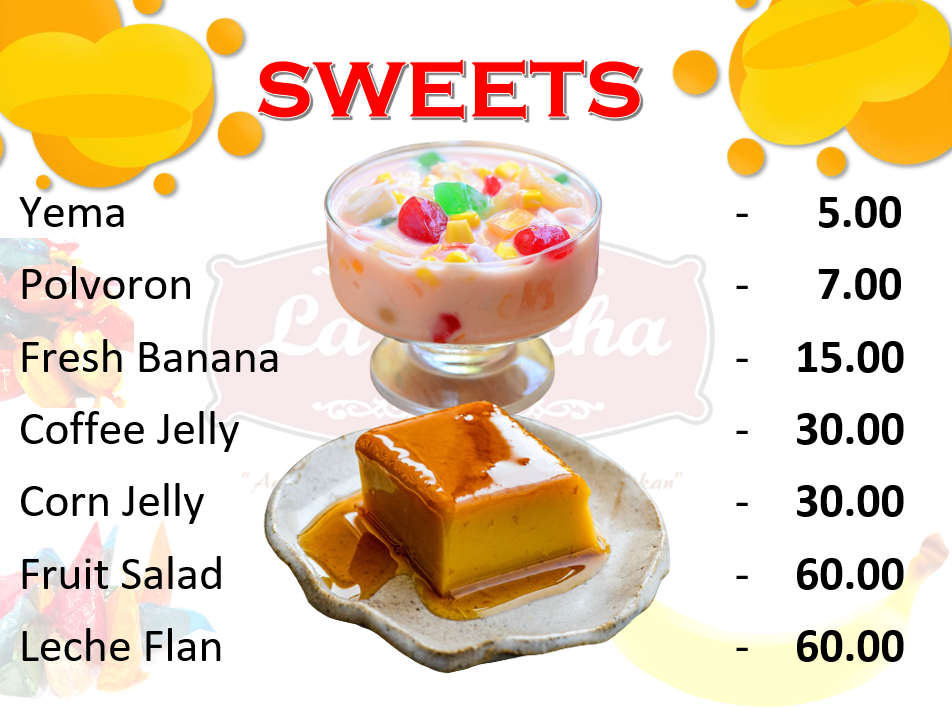 SWEETS
Yema - 5.00
Polvoron - 7.00
Fresh Banana - 15.00
Coffee Jelly - 30.00
Corn Jelly - 30.00
Fruit Salad - 60.00
Leche Flan - 60.00